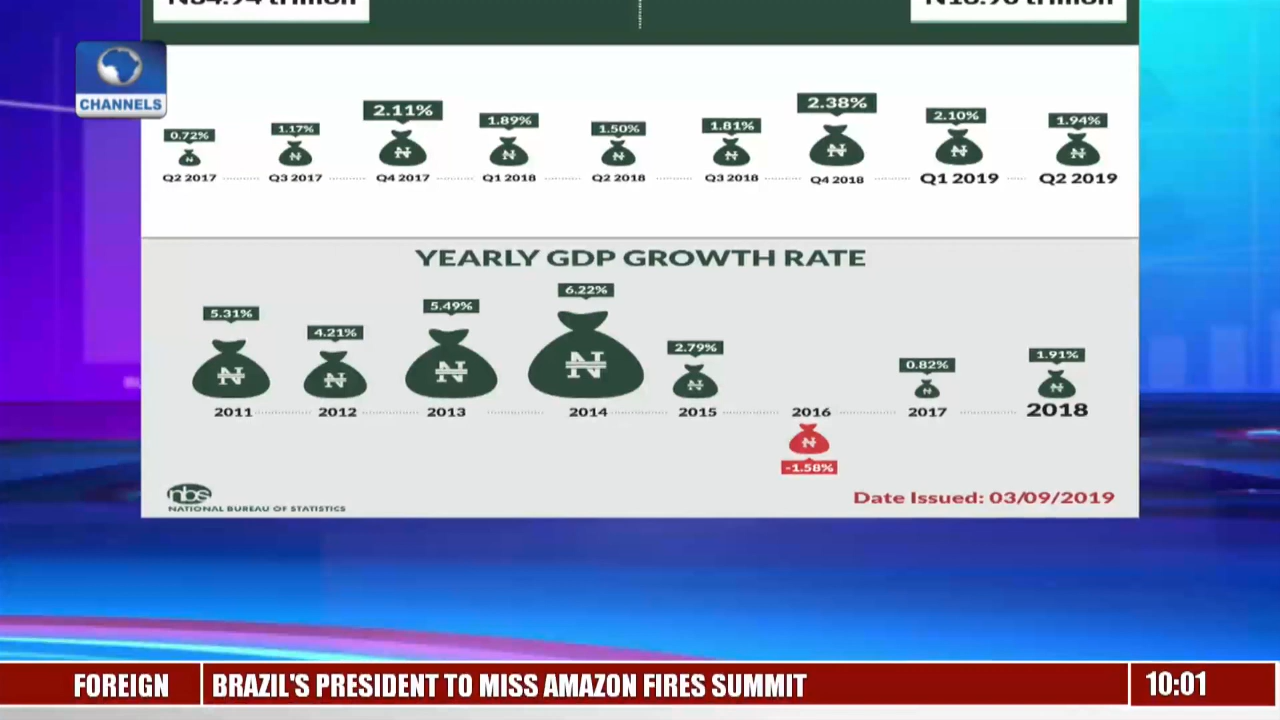 CHANNELS
0.72%
1.17%
2.11%
1.89%
1.50%
1.81%
2.38%
2.10%
1.94%
Q2 2017
Q3 2017
Q4 2017
Q1 2018
Q2 2018
Q3 2018
Q4 2018
Q1 2019
Q2 2019
YEARLY GDP GROWTH RATE
5.31%
4.21%
5.49%
6.22%
2.79%
0.82%
1.91%
2011
2012
2013
2014
2015
2016
2017
2018
-1.58%
nbs
NATIONAL BUREAU OF STATISTICS
Date Issued: 03/09/2019
FOREIGN
BRAZIL'S PRESIDENT TO MISS AMAZON FIRES SUMMIT
10:01